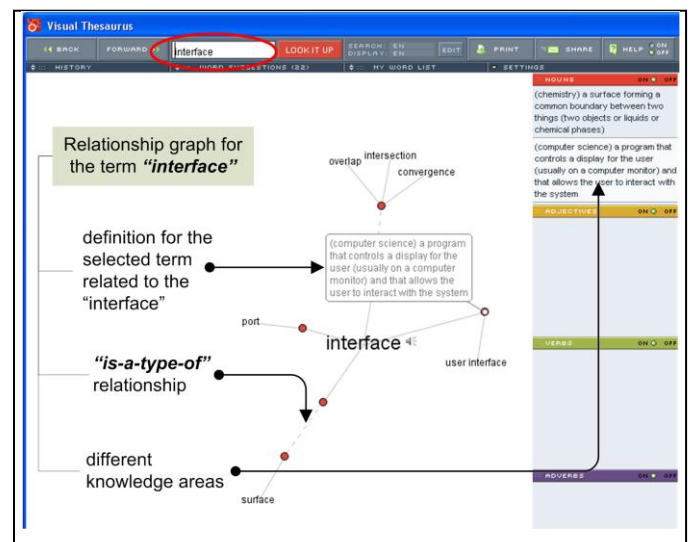 Visual Thesaurus
BACK
FORWARD
interface
LOOK IT UP
SEARCH: EN
DISPLAY: EN
EDIT
PRINT
SHARE
HELP
ON
OFF
HISTORY
WORD SUGGESTIONS (22)
MY WORD LIST
SETTINGS
NOUNS ON OFF
(chemistry) a surface forming a
common boundary between two
things (two objects or liquids or
chemical phases)
(computer science) a program that
controls a display for the user
(usually on a computer monitor) and
that allows the user to interact with
the system
ADJECTIVES ON OFF
VERBS ON OFF
ADVERBS ON OFF
Relationship graph for
the term "interface"
overlap intersection
convergence
definition for the
selected term
related to the
"interface"
(computer science) a program
that controls a display for the
user (usually on a computer
monitor) and that allows the
user to interact with the system
port
interface
user interface
"is-a-type-of"
relationship
different
knowledge areas
surface